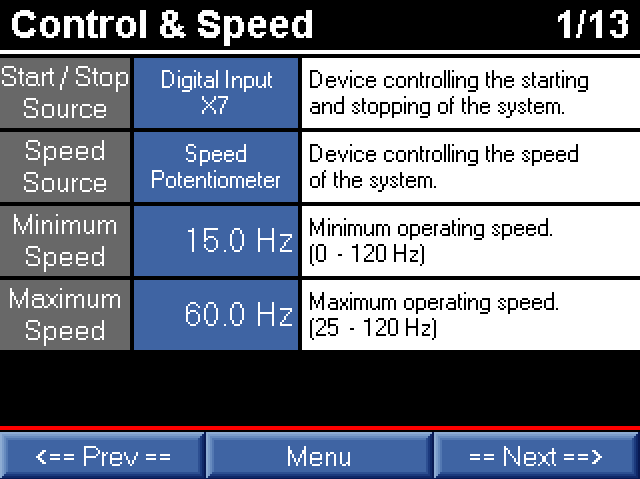 Control & Speed 1/13
Start / Stop
Source
Digital Input
X7
Device controlling the starting
and stopping of the system.
Speed
Source
Speed
Potentiometer
Device controlling the speed
of the system.
Minimum
Speed
15.0 Hz
Minimum operating speed.
(0 - 120 Hz)
Maximum
Speed
60.0 Hz
Maximum operating speed.
(25 - 120 Hz)
<== Prev == Menu == Next ==>